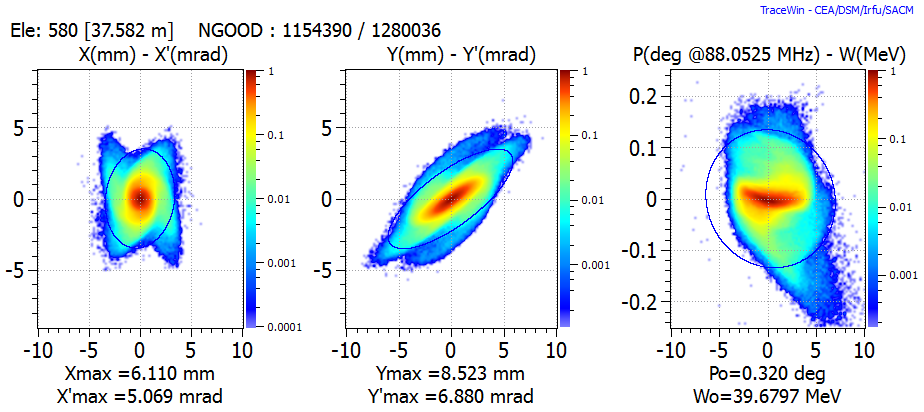 TraceWin - CEA/DSM/Irfu/SACM
Ele: 580 [37.582 m] NGOOD : 1154390 / 1280036
X(mm) - X'(mrad)
5
0
-5
-10 -5 0 5 10
1
0.1
0.01
0.001
0.0001
Xmax =6.110 mm
X'max =5.069 mrad
Y(mm) - Y'(mrad)
5
0
-5
-10 -5 0 5 10
1
0.1
0.01
0.001
Ymax =8.523 mm
Y'max =6.880 mrad
P(deg @88.0525 MHz) - W(MeV)
0.2
0.1
0
-0.1
-0.2
-10 -5 0 5 10
1
0.1
0.01
0.001
Po=0.320 deg
Wo=39.6797 MeV